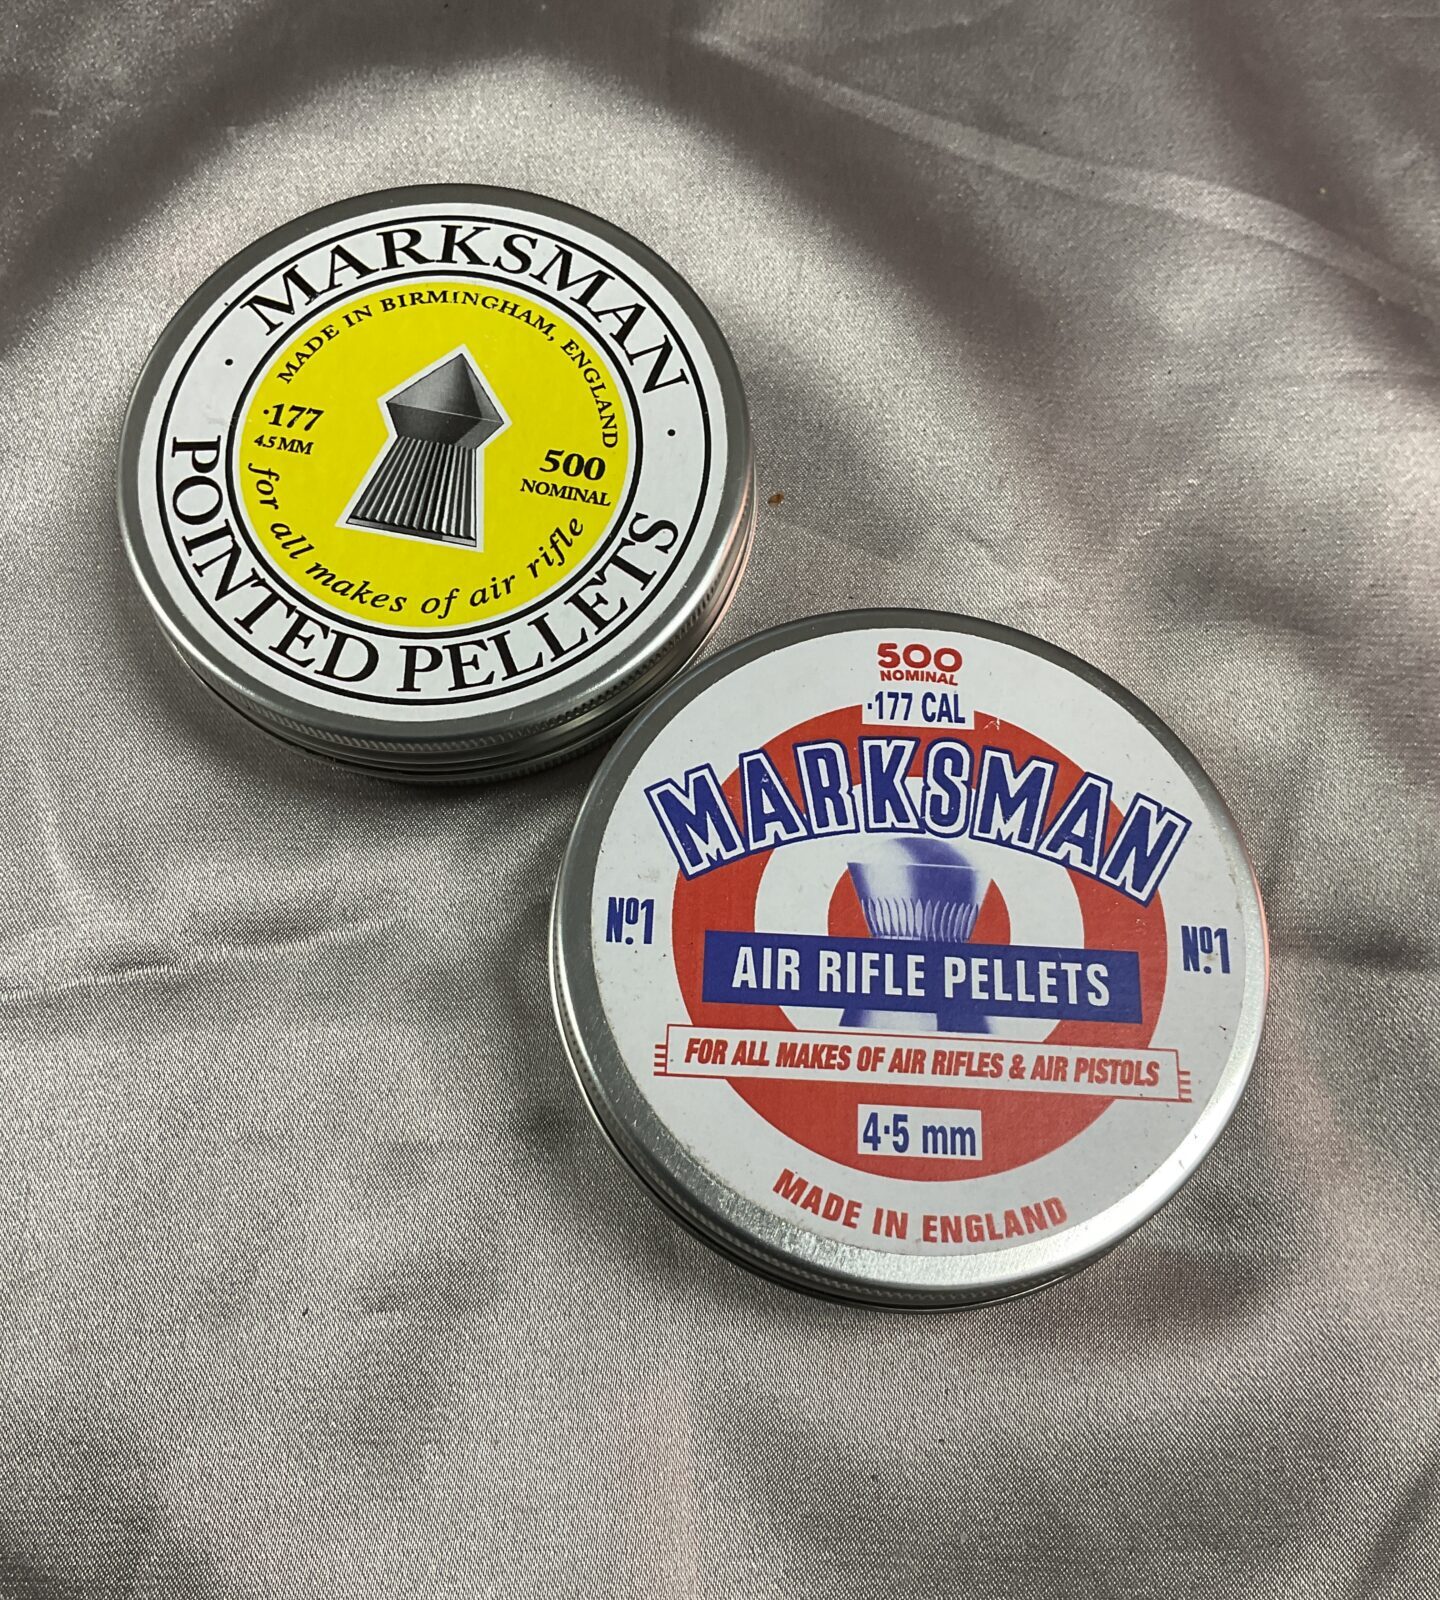 MARKSMAN
MADE IN BIRMINGHAM, ENGLAND
·177
4.5 MM
500
NOMINAL
for all makes of air rifle
POINTED PELLETS
500
NOMINAL
·177 CAL
MARKSMAN
Nº1
Nº1
AIR RIFLE PELLETS
FOR ALL MAKES OF AIR RIFLES & AIR PISTOLS
4·5 mm
MADE IN ENGLAND